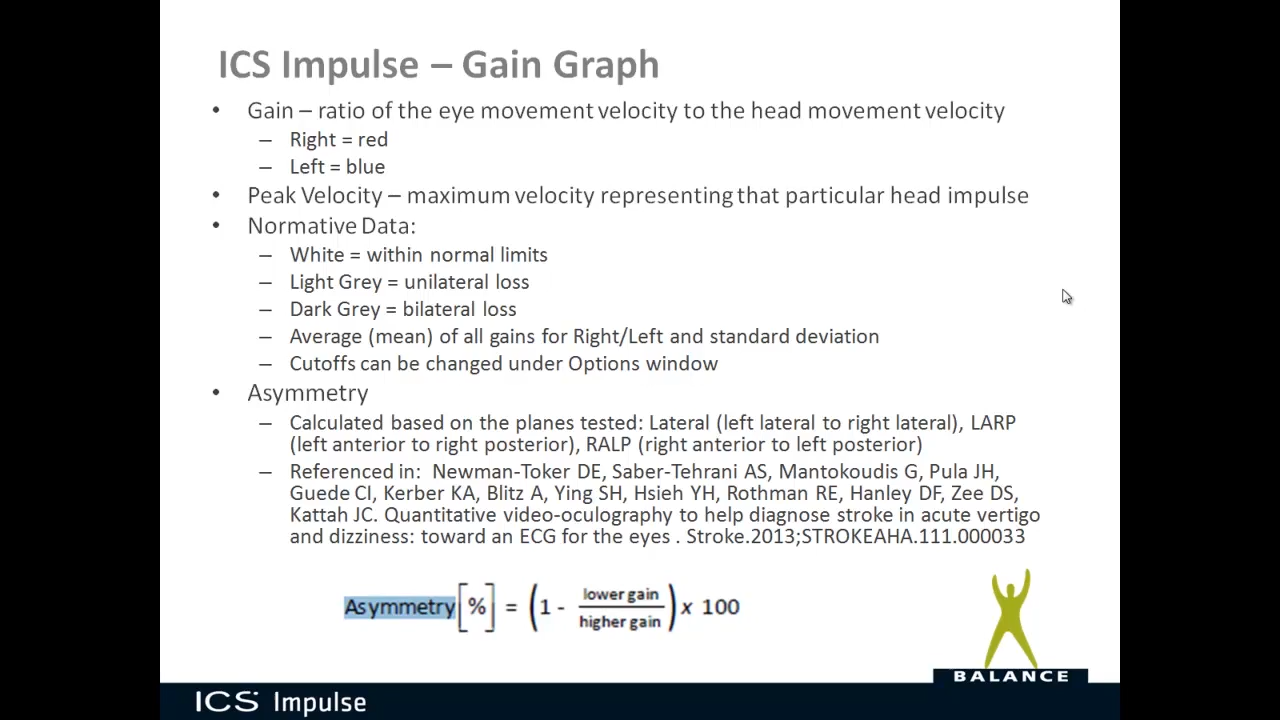 ICS Impulse – Gain Graph
• Gain – ratio of the eye movement velocity to the head movement velocity
– Right = red
– Left = blue
• Peak Velocity – maximum velocity representing that particular head impulse
• Normative Data:
– White = within normal limits
– Light Grey = unilateral loss
– Dark Grey = bilateral loss
– Average (mean) of all gains for Right/Left and standard deviation
– Cutoffs can be changed under Options window
• Asymmetry
– Calculated based on the planes tested: Lateral (left lateral to right lateral), LARP
(left anterior to right posterior), RALP (right anterior to left posterior)
– Referenced in: Newman-Toker DE, Saber-Tehrani AS, Mantokoudis G, Pula JH,
Guede CI, Kerber KA, Blitz A, Ying SH, Hsieh YH, Rothman RE, Hanley DF, Zee DS,
Kattah JC. Quantitative video-oculography to help diagnose stroke in acute vertigo
and dizziness: toward an ECG for the eyes . Stroke.2013;STROKEAHA.111.000033
Asymmetry [%] = (1 - lower gain / higher gain) x 100
BALANCE
ICS Impulse